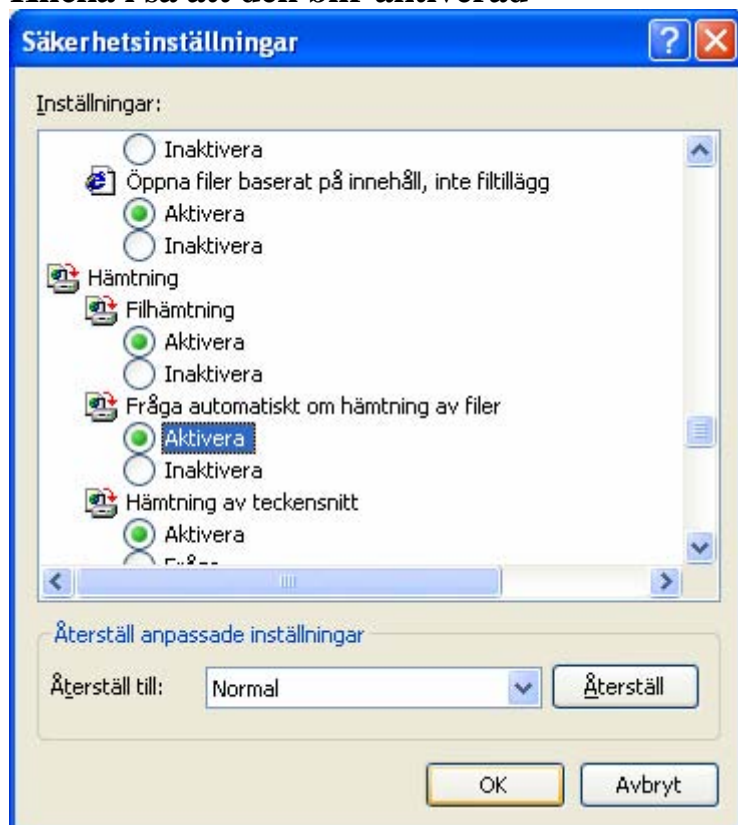 Säkerhetsinställningar
Inställningar:
Inaktivera
Öppna filer baserat på innehåll, inte filtillägg
Aktivera
Inaktivera
Hämtning
Filhämtning
Aktivera
Inaktivera
Fråga automatiskt om hämtning av filer
Aktivera
Inaktivera
Hämtning av teckensnitt
Aktivera
Återställ anpassade inställningar
Återställ till: Normal Återställ
OK Avbryt